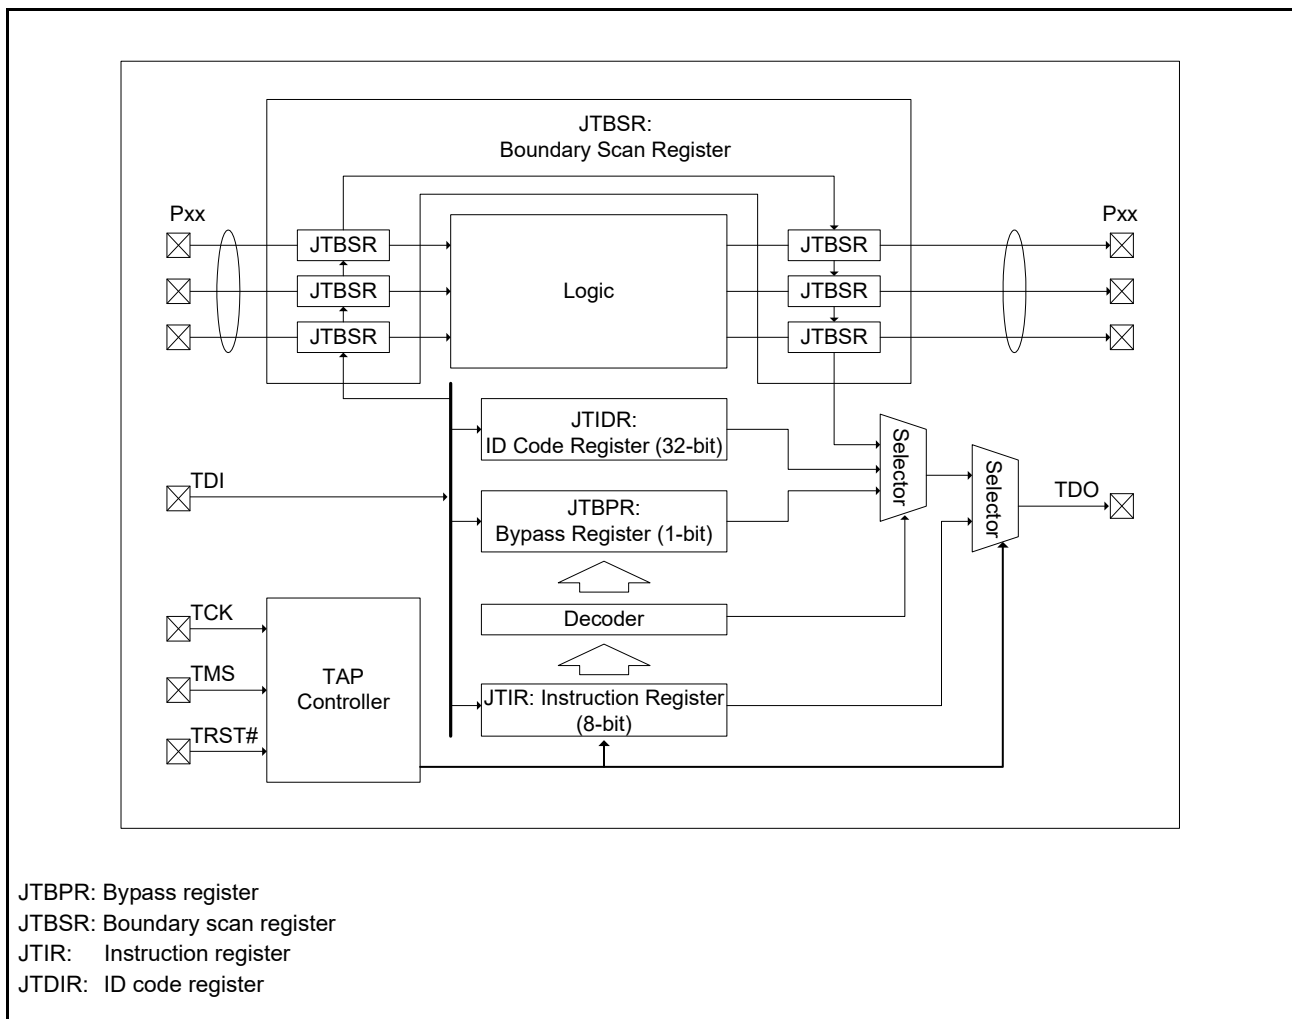 JTBSR:
Boundary Scan Register
Pxx
Pxx
JTBSR
JTBSR
JTBSR
JTBSR
Logic
JTBSR
JTBSR
JTIDR:
ID Code Register (32-bit)
Selector
Selector
TDI
TDO
JTBPR:
Bypass Register (1-bit)
TCK
Decoder
TMS
TAP
Controller
JTIR: Instruction Register
(8-bit)
TRST#
JTBPR: Bypass register
JTBSR: Boundary scan register
JTIR: Instruction register
JTDIR: ID code register